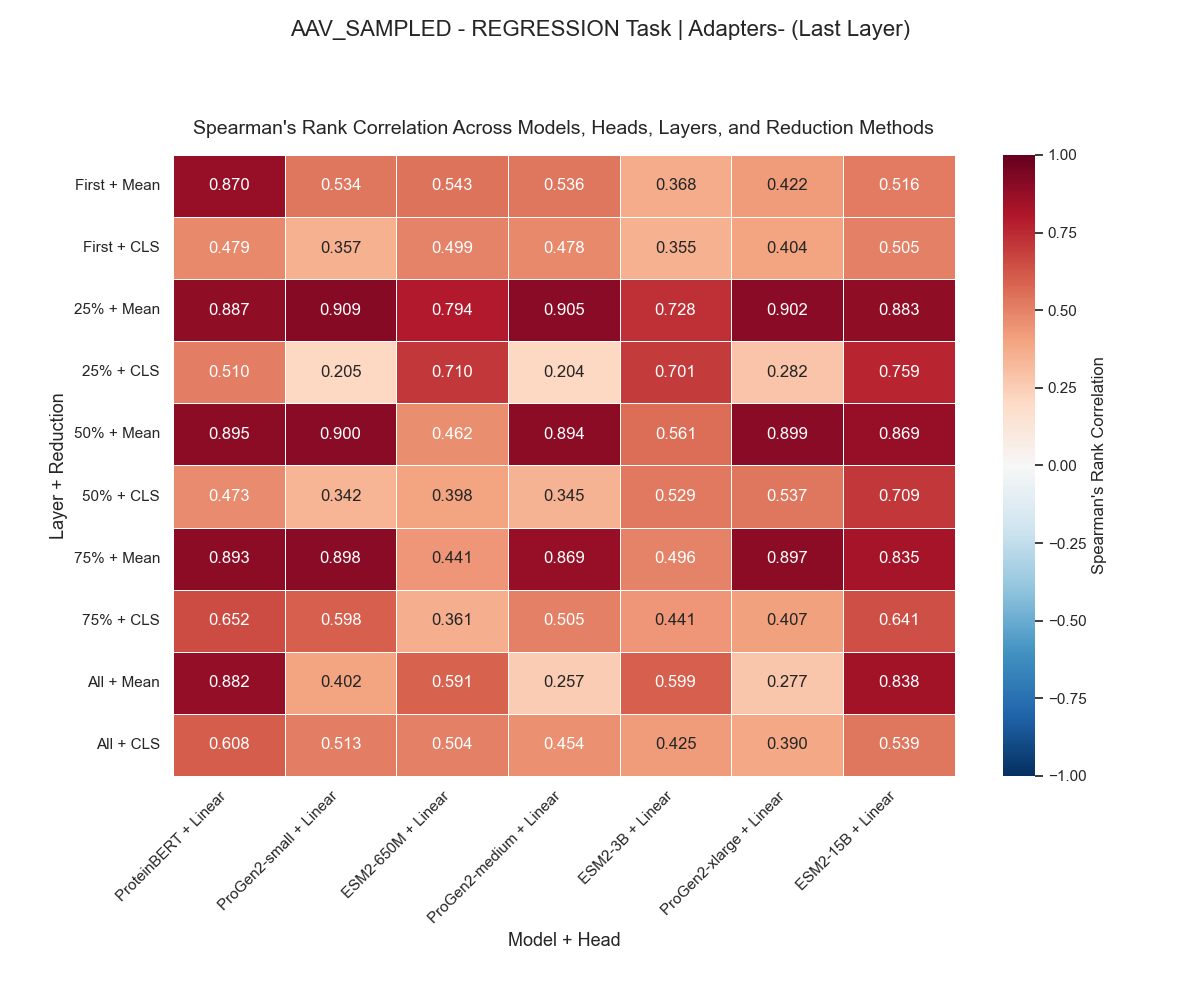 AAV_SAMPLED - REGRESSION Task | Adapters- (Last Layer)
Spearman's Rank Correlation Across Models, Heads, Layers, and Reduction Methods
Layer + Reduction
First + Mean 0.870 0.534 0.543 0.536 0.368 0.422 0.516
First + CLS 0.479 0.357 0.499 0.478 0.355 0.404 0.505
25% + Mean 0.887 0.909 0.794 0.905 0.728 0.902 0.883
25% + CLS 0.510 0.205 0.710 0.204 0.701 0.282 0.759
50% + Mean 0.895 0.900 0.462 0.894 0.561 0.899 0.869
50% + CLS 0.473 0.342 0.398 0.345 0.529 0.537 0.709
75% + Mean 0.893 0.898 0.441 0.869 0.496 0.897 0.835
75% + CLS 0.652 0.598 0.361 0.505 0.441 0.407 0.641
All + Mean 0.882 0.402 0.591 0.257 0.599 0.277 0.838
All + CLS 0.608 0.513 0.504 0.454 0.425 0.390 0.539
ProteinBERT + Linear
ProGen2-small + Linear
ESM2-650M + Linear
ProGen2-medium + Linear
ESM2-3B + Linear
ProGen2-xlarge + Linear
ESM2-15B + Linear
Model + Head
1.00
0.75
0.50
0.25
0.00
−0.25
−0.50
−0.75
−1.00
Spearman's Rank Correlation